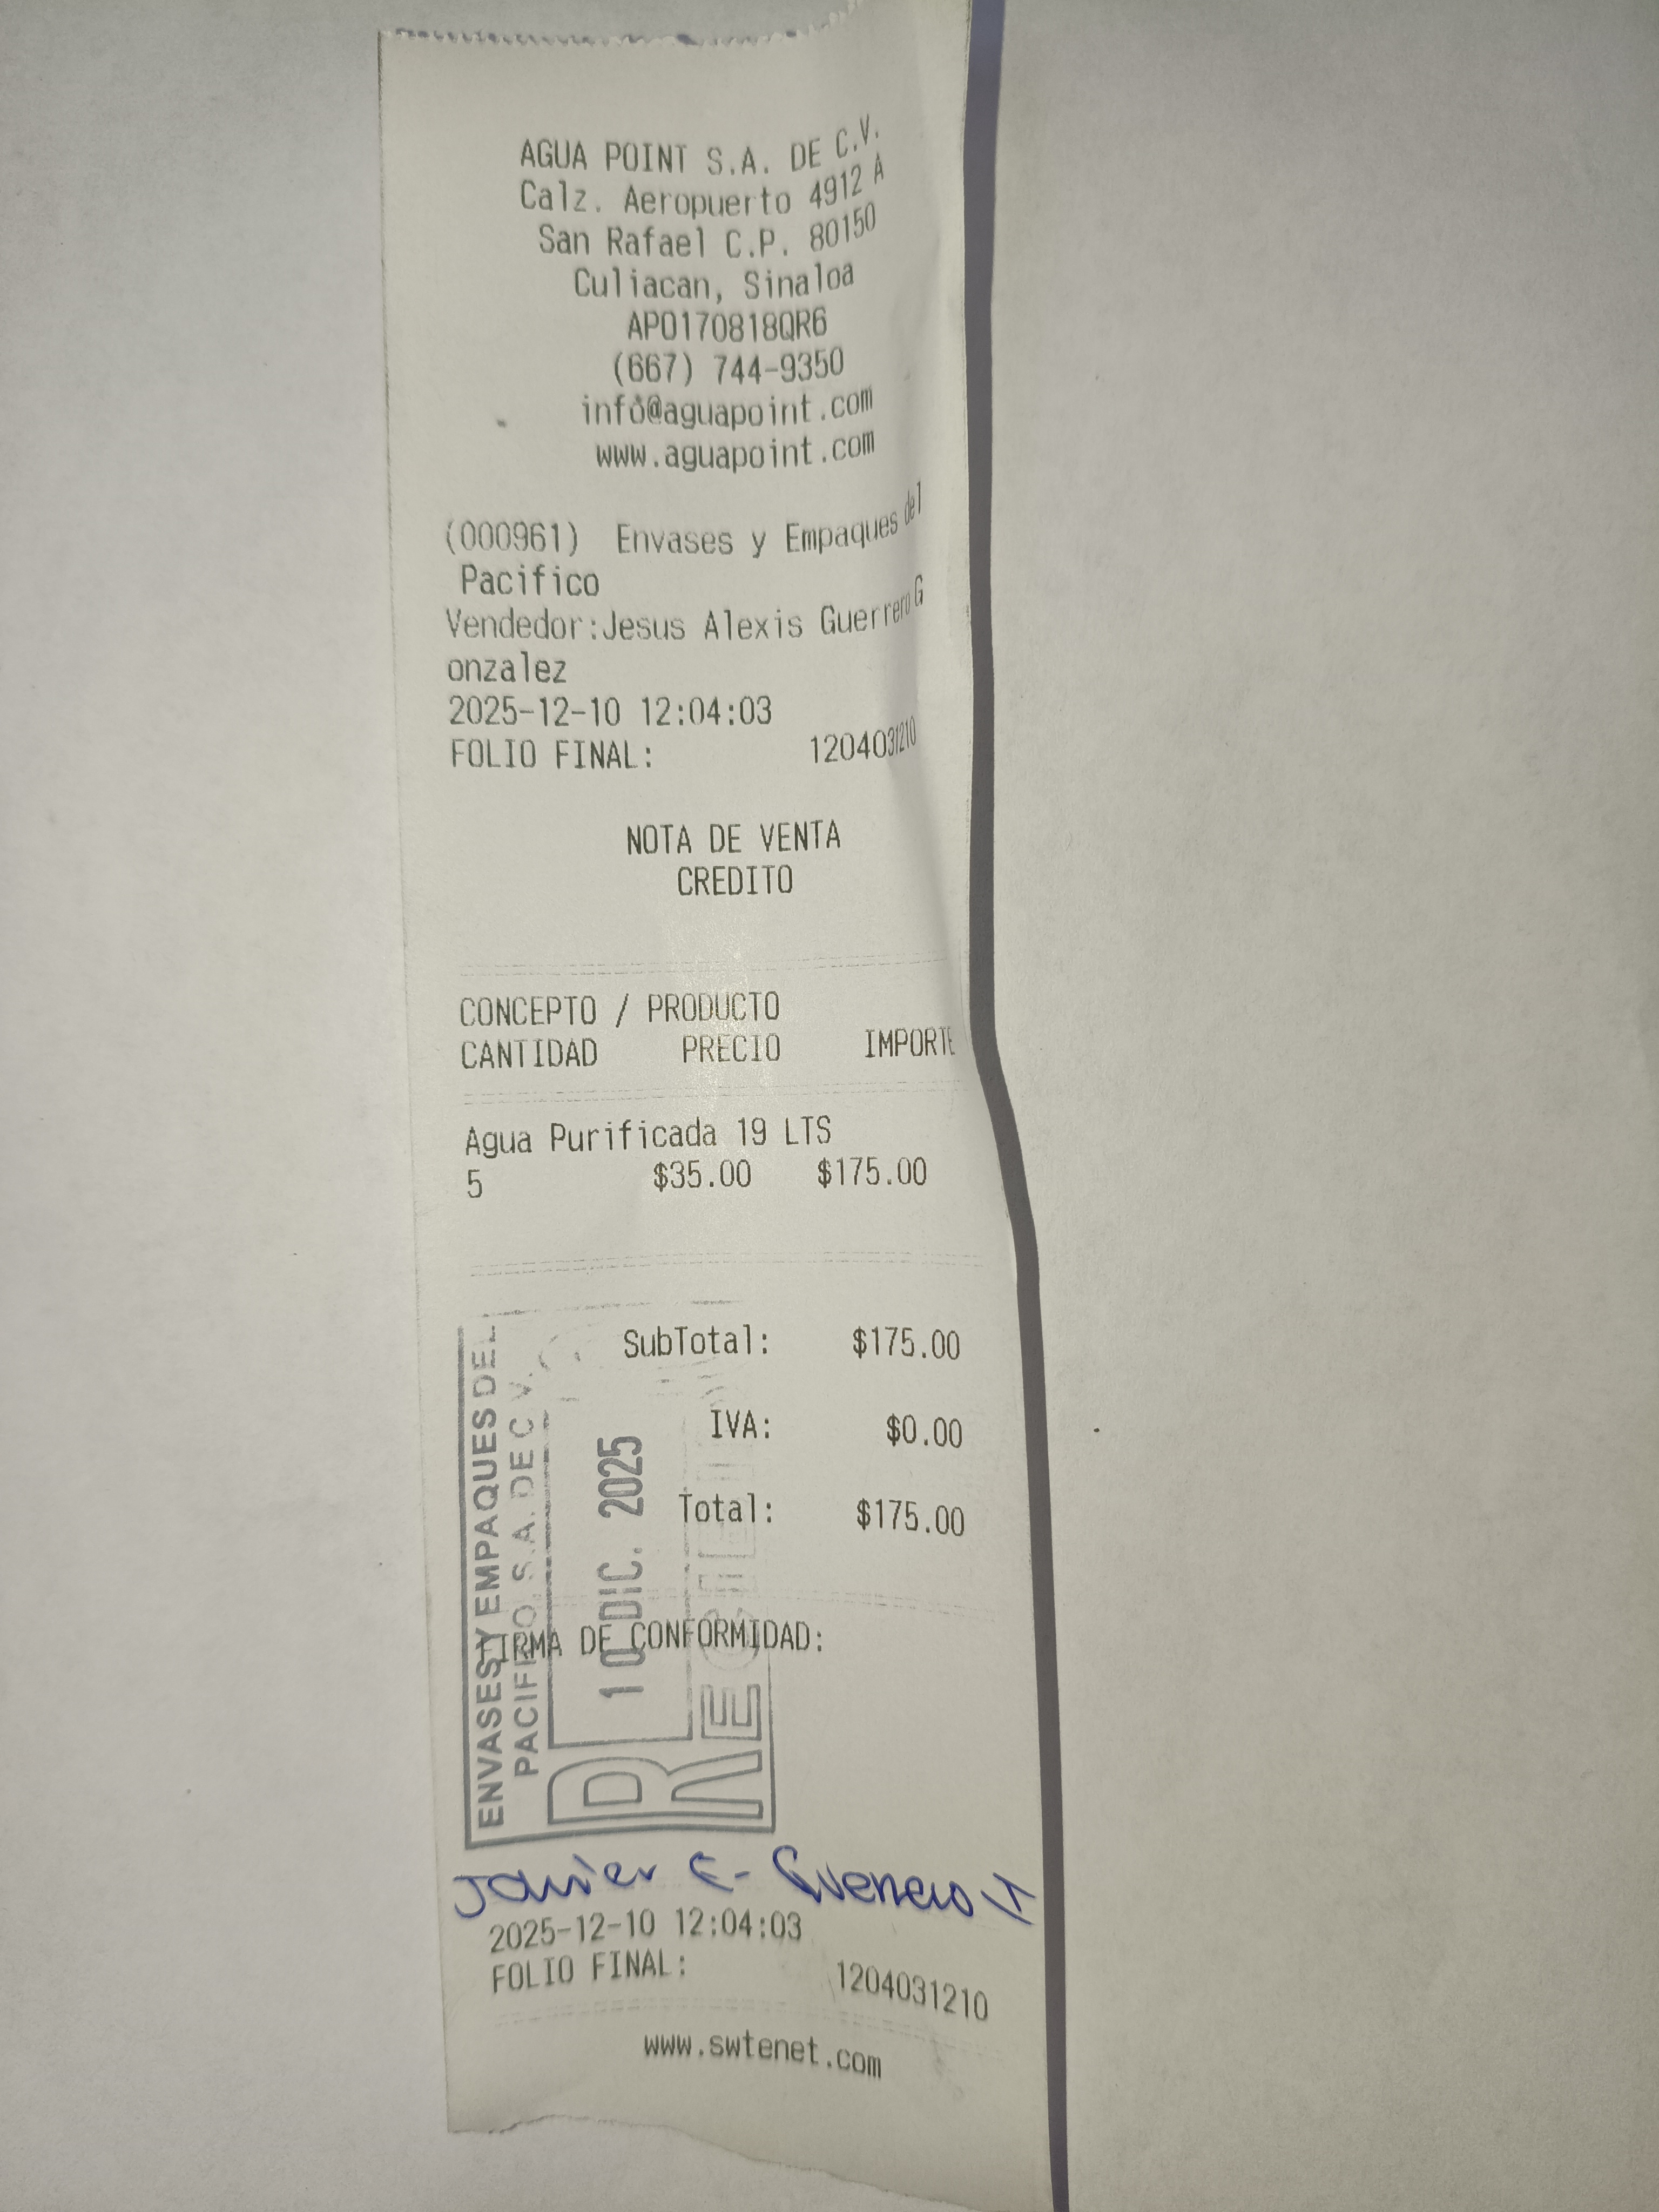 AGUA POINT S.A. DE C.V.
Calz. Aeropuerto 4912 A
San Rafael C.P. 80150
Culiacan, Sinaloa
APO170818QR6
(667) 744-9350
info@aguapoint.com
www.aguapoint.com
(000961) Envases y Empaques del
Pacifico
Vendedor:Jesus Alexis Guerrero G
onzalez
2025-12-10 12:04:03
FOLIO FINAL: 1204031210
NOTA DE VENTA
CREDITO
CONCEPTO / PRODUCTO
CANTIDAD PRECIO IMPORTE
Agua Purificada 19 LTS
5 $35.00 $175.00
SubTotal: $175.00
IVA: $0.00
Total: $175.00
FIRMA DE CONFORMIDAD:
ENVASES Y EMPAQUES DEL
PACIFICO, S.A. DE C.V.
10 DIC. 2025
Javier E.
2025-12-10 12:04:03
FOLIO FINAL: 1204031210
www.swtenet.com